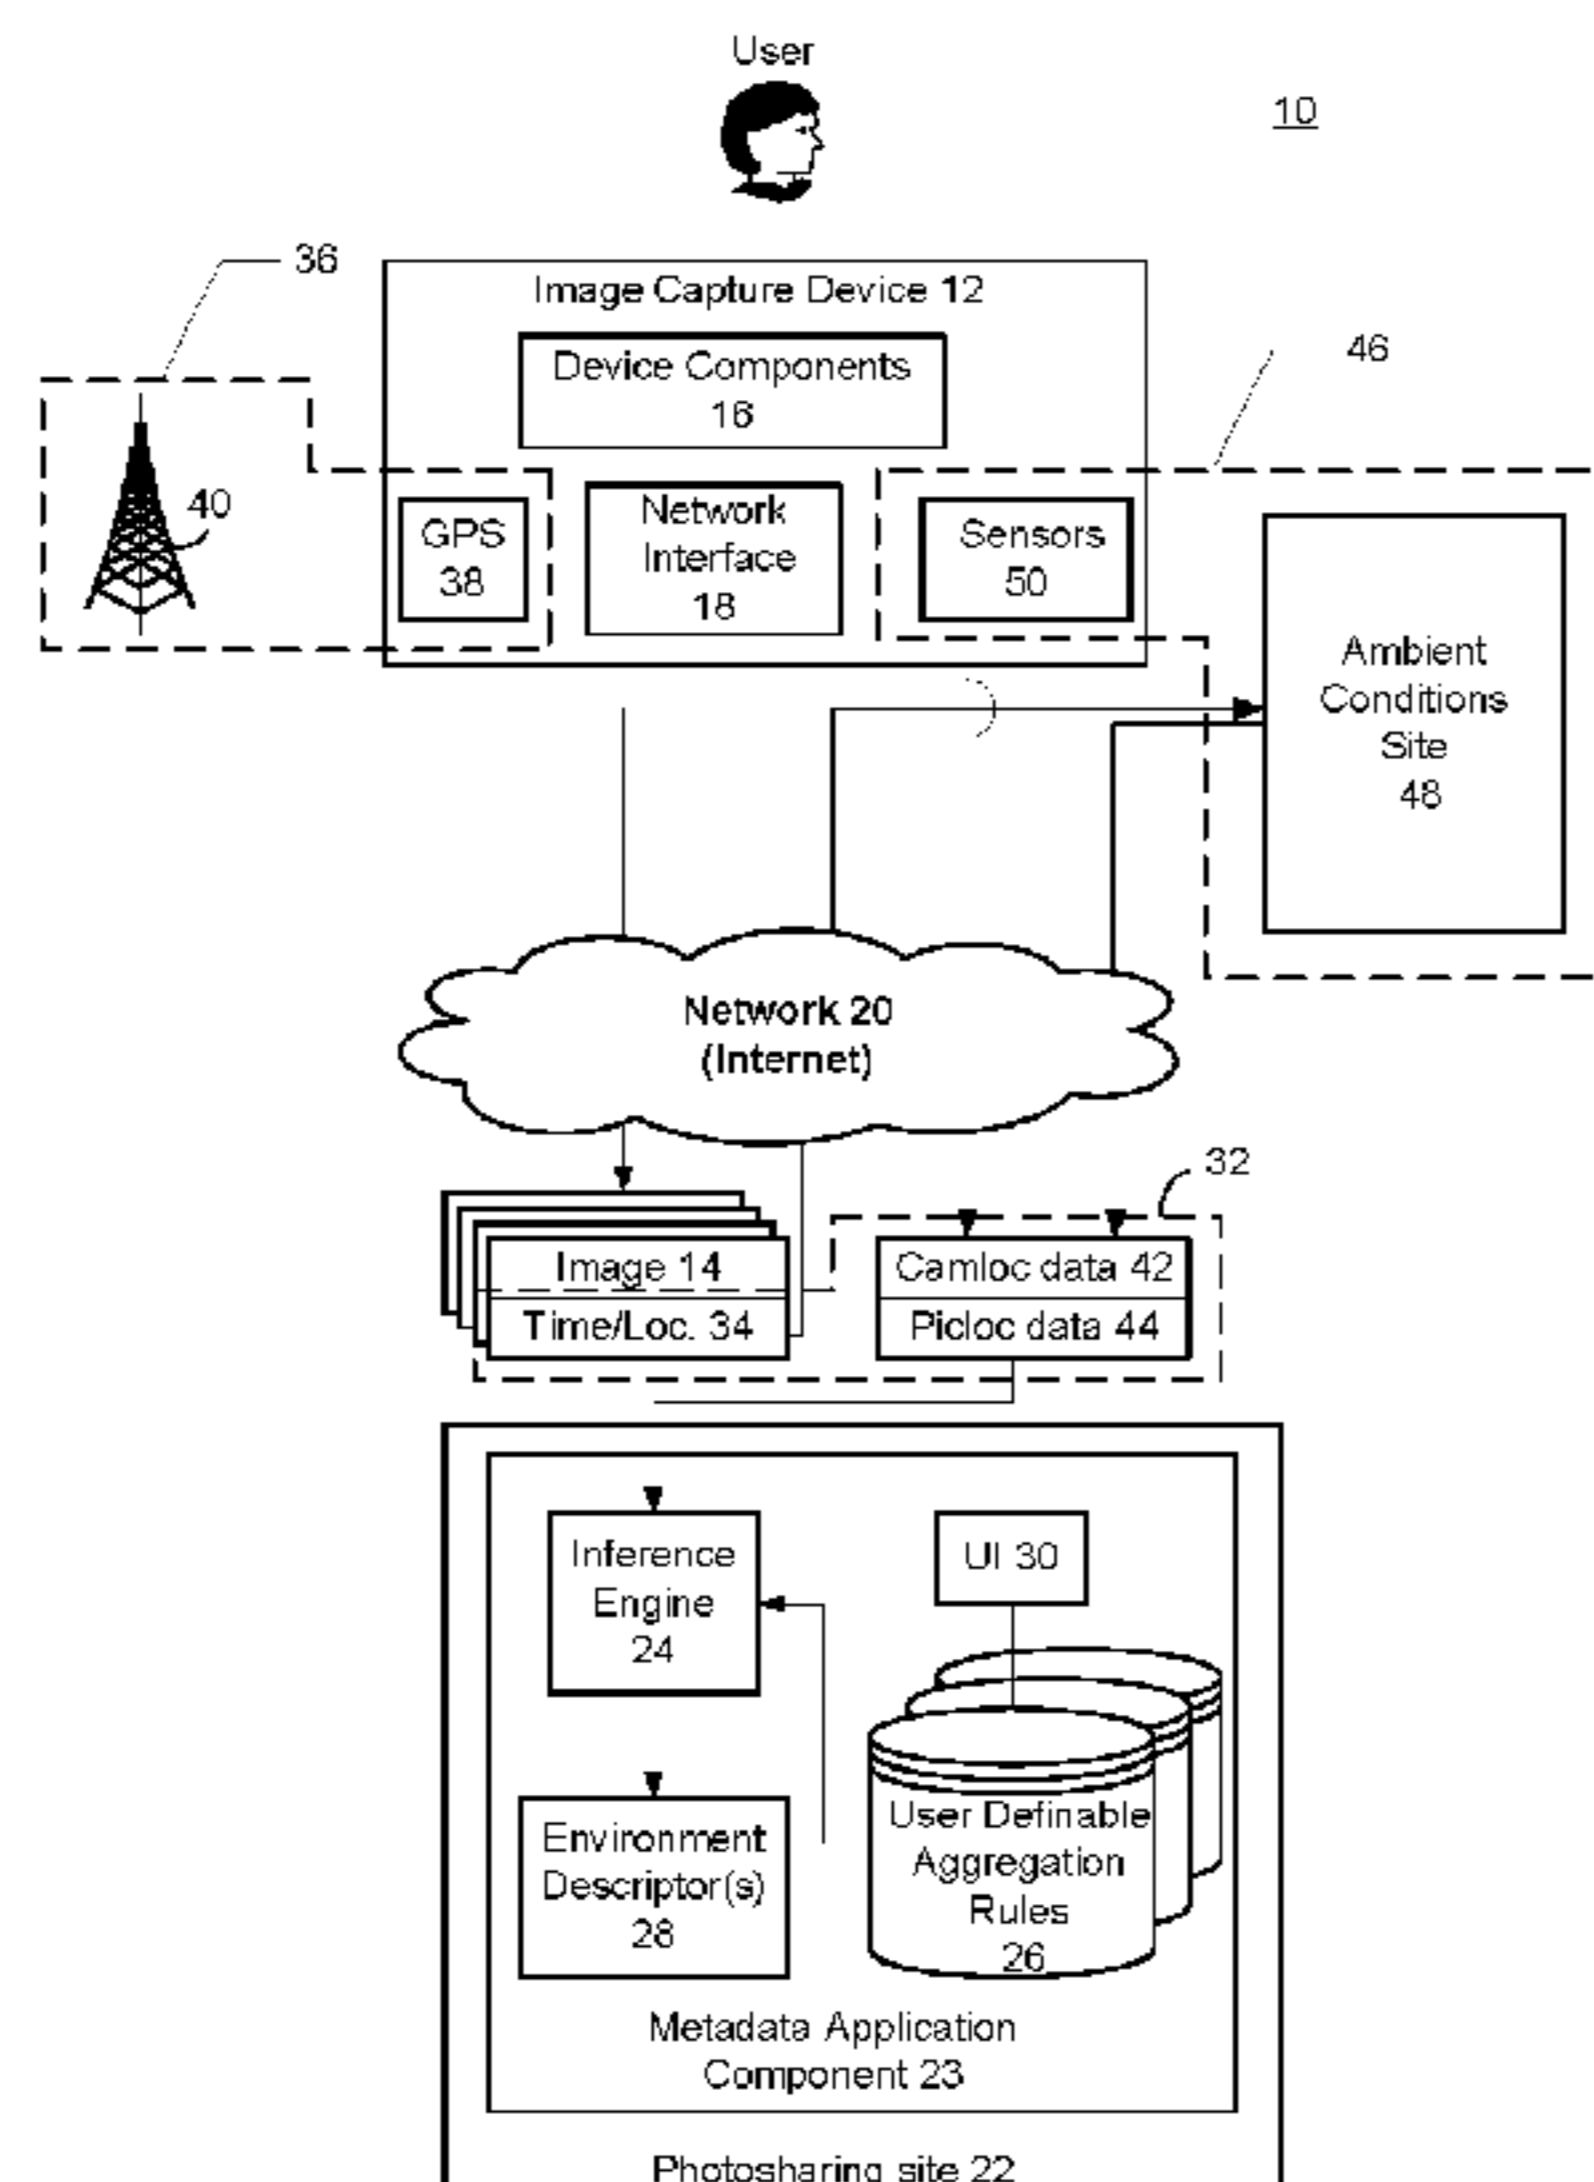 User
10
36
Image Capture Device 12
46
Device Components
16
40
GPS
38
Network
Interface
18
Sensors
50
Ambient
Conditions
Site
48
Network 20
(Internet)
32
Image 14
Time/Loc. 34
Camloc data 42
Picloc data 44
Inference
Engine
24
UI 30
Environment
Descriptor(s)
28
User Definable
Aggregation
Rules
26
Metadata Application
Component 23
Photosharing site 22